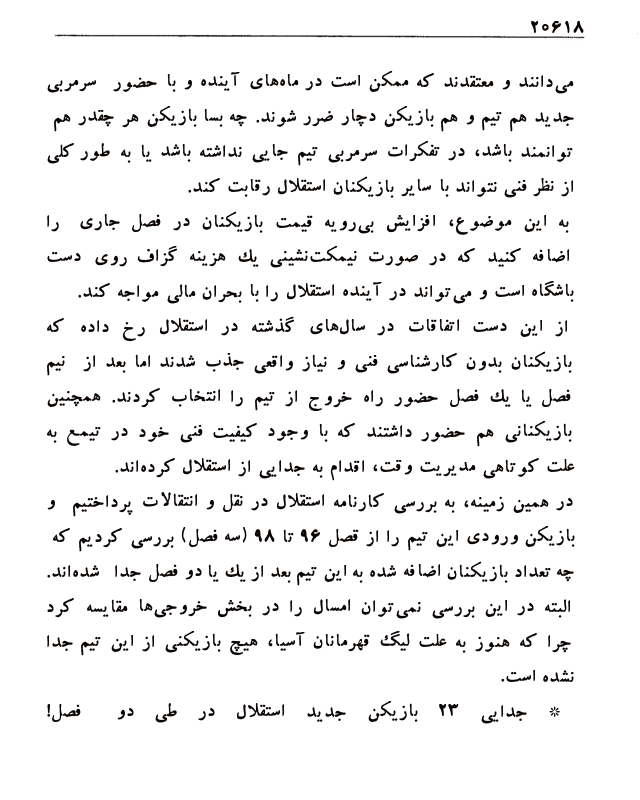 ۲۰۶۱۸
می‌دانند و معتقدند که ممکن است در ماه‌های آینده و با حضور سرمربی
جدید هم تیم و هم بازیکن دچار ضرر شوند. چه بسا بازیکن هر چقدر هم
توانمند باشد، در تفکرات سرمربی تیم جایی نداشته باشد یا به طور کلی
از نظر فنی نتواند با سایر بازیکنان استقلال رقابت کند.
به این موضوع، افزایش بی‌رویه قیمت بازیکنان در فصل جاری را
اضافه کنید که در صورت نیمکت‌نشینی یك هزینه گزاف روی دست
باشگاه است و می‌تواند در آینده استقلال را با بحران مالی مواجه کند.
از این دست اتفاقات در سال‌های گذشته در استقلال رخ داده که
بازیکنان بدون کارشناسی فنی و نیاز واقعی جذب شدند اما بعد از نیم
فصل یا یك فصل حضور راه خروج از تیم را انتخاب کردند. همچنین
بازیکنانی هم حضور داشتند که با وجود کیفیت فنی خود در تیمع به
علت کوتاهی مدیریت وقت، اقدام به جدایی از استقلال کرده‌اند.
در همین زمینه، به بررسی کارنامه استقلال در نقل و انتقالات پرداختیم و
بازیکن ورودی این تیم را از قصل ۹۶ تا ۹۸ (سه فصل) بررسی کردیم که
چه تعداد بازیکنان اضافه شده به این تیم بعد از یك یا دو فصل جدا شده‌اند.
البته در این بررسی نمی‌توان امسال را در بخش خروجی‌ها مقایسه کرد
چرا که هنوز به علت لیگ قهرمانان آسیا، هیچ بازیکنی از این تیم جدا
نشده است.
* جدایی ۲۳ بازیکن جدید استقلال در طی دو فصل!